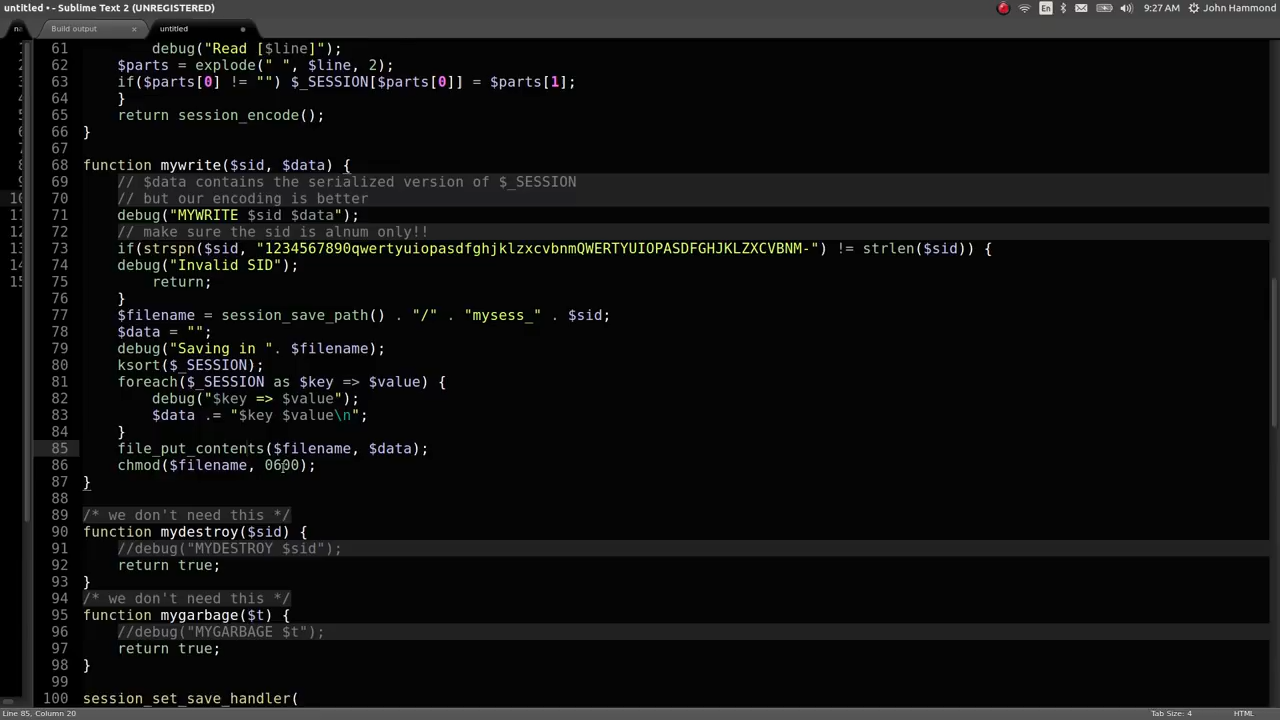 untitled • - Sublime Text 2 (UNREGISTERED)
En
9:27 AM
John Hammond
na
Build output
×
untitled
61 debug("Read [$line]");
62 $parts = explode(" ", $line, 2);
63 if($parts[0] != "") $_SESSION[$parts[0]] = $parts[1];
64 }
65 return session_encode();
66 }
67
68 function mywrite($sid, $data) {
69 // $data contains the serialized version of $_SESSION
70 // but our encoding is better
71 debug("MYWRITE $sid $data");
72 // make sure the sid is alnum only!!
73 if(strspn($sid, "1234567890qwertyuiopasdfghjklzxcvbnmQWERTYUIOPASDFGHJKLZXCVBNM-") != strlen($sid)) {
74 debug("Invalid SID");
75 return;
76 }
77 $filename = session_save_path() . "/" . "mysess_" . $sid;
78 $data = "";
79 debug("Saving in ". $filename);
80 ksort($_SESSION);
81 foreach($_SESSION as $key => $value) {
82 debug("$key => $value");
83 $data .= "$key $value\n";
84 }
85 file_put_contents($filename, $data);
86 chmod($filename, 0600);
87 }
88
89 /* we don't need this */
90 function mydestroy($sid) {
91 //debug("MYDESTROY $sid");
92 return true;
93 }
94 /* we don't need this */
95 function mygarbage($t) {
96 //debug("MYGARBAGE $t");
97 return true;
98 }
99
100 session_set_save_handler(
Line 85, Column 20
Tab Size: 4
HTML